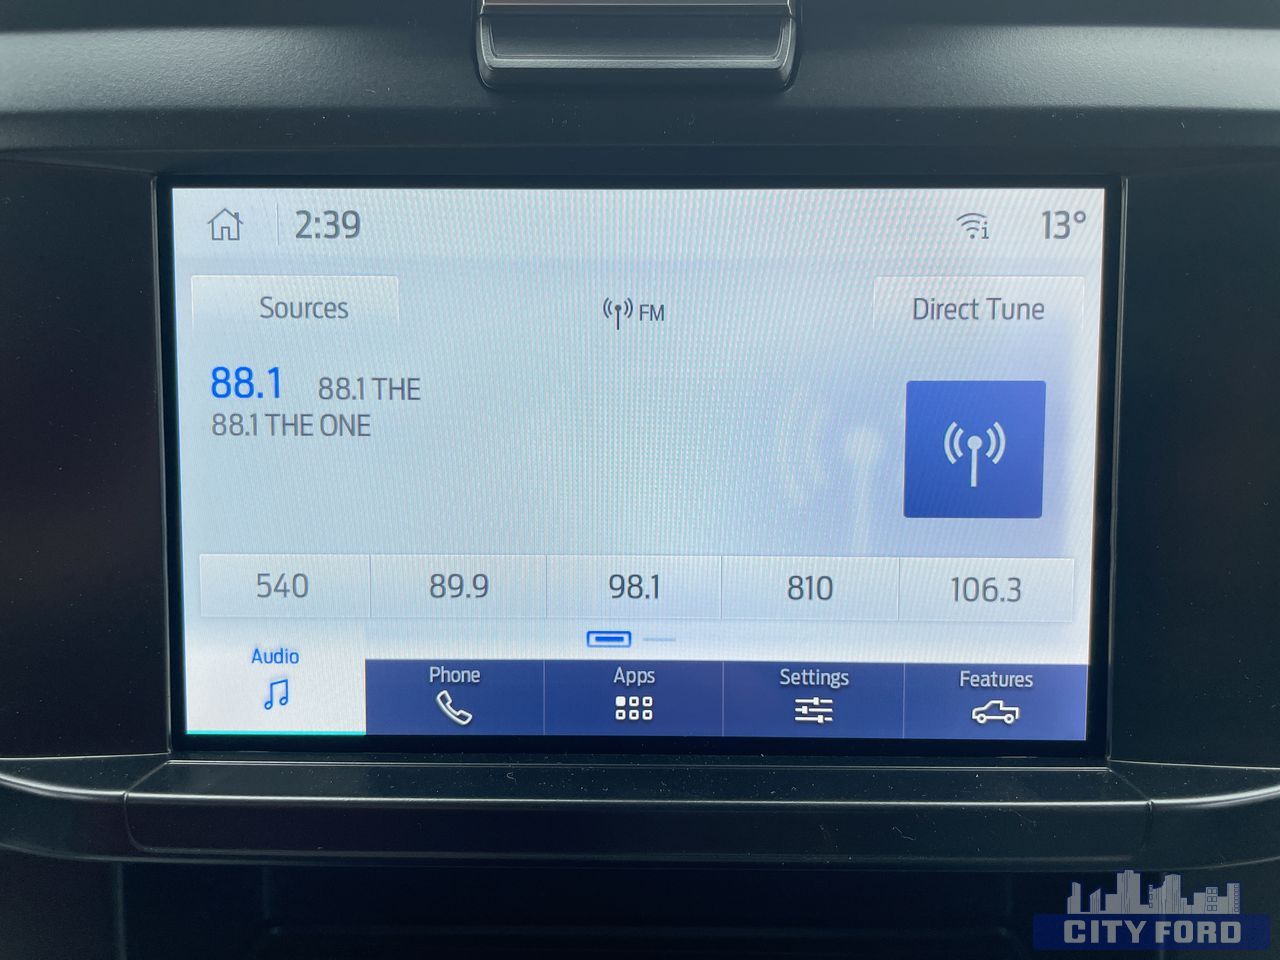 2:39
13°
Sources
FM
Direct Tune
88.1 88.1 THE
88.1 THE ONE
540 89.9 98.1 810 106.3
Audio Phone Apps Settings Features
CITY FORD